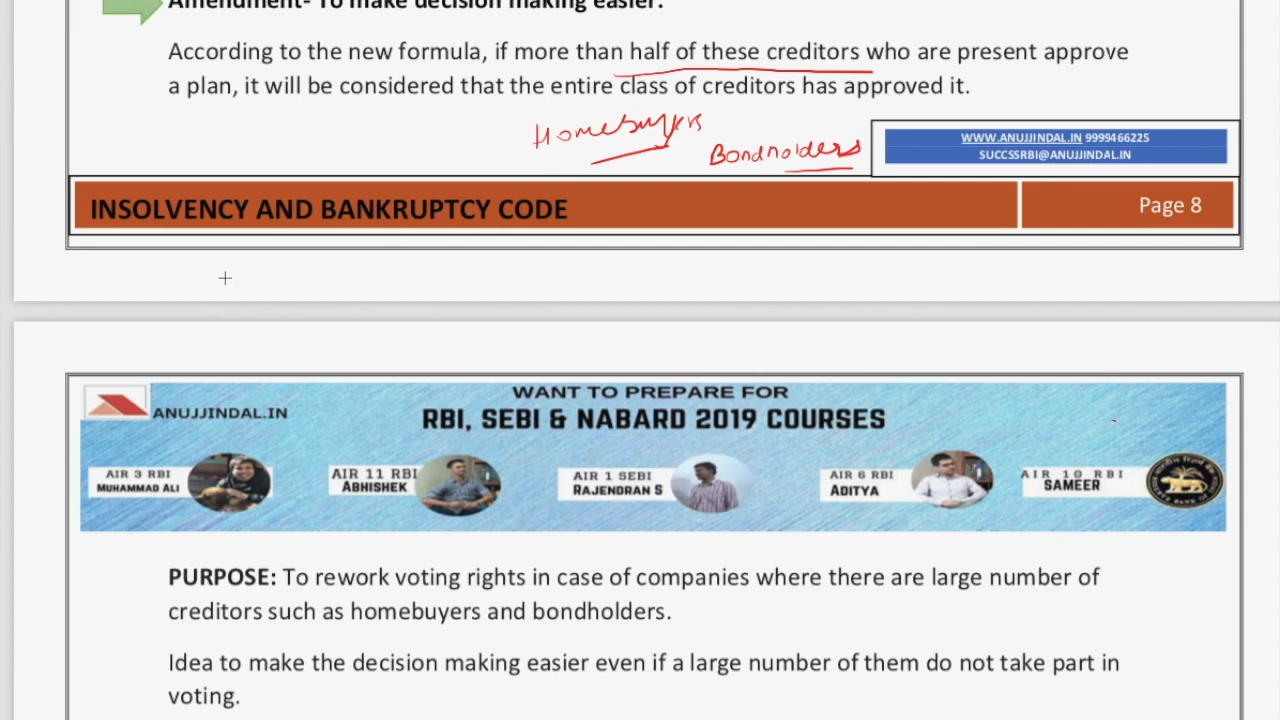 Amendment- To make decision making easier.
According to the new formula, if more than half of these creditors who are present approve
a plan, it will be considered that the entire class of creditors has approved it.
Homebuyers
Bondholders
WWW.ANUJJINDAL.IN 9999466225
SUCCSSRBI@ANUJJINDAL.IN
INSOLVENCY AND BANKRUPTCY CODE
Page 8
ANUJJINDAL.IN
WANT TO PREPARE FOR
RBI, SEBI & NABARD 2019 COURSES
AIR 3 RBI
MUHAMMAD ALI
AIR 11 RBI
ABHISHEK
AIR 1 SEBI
RAJENDRAN S
AIR 6 RBI
ADITYA
AIR 10 RBI
SAMEER
PURPOSE: To rework voting rights in case of companies where there are large number of
creditors such as homebuyers and bondholders.
Idea to make the decision making easier even if a large number of them do not take part in
voting.